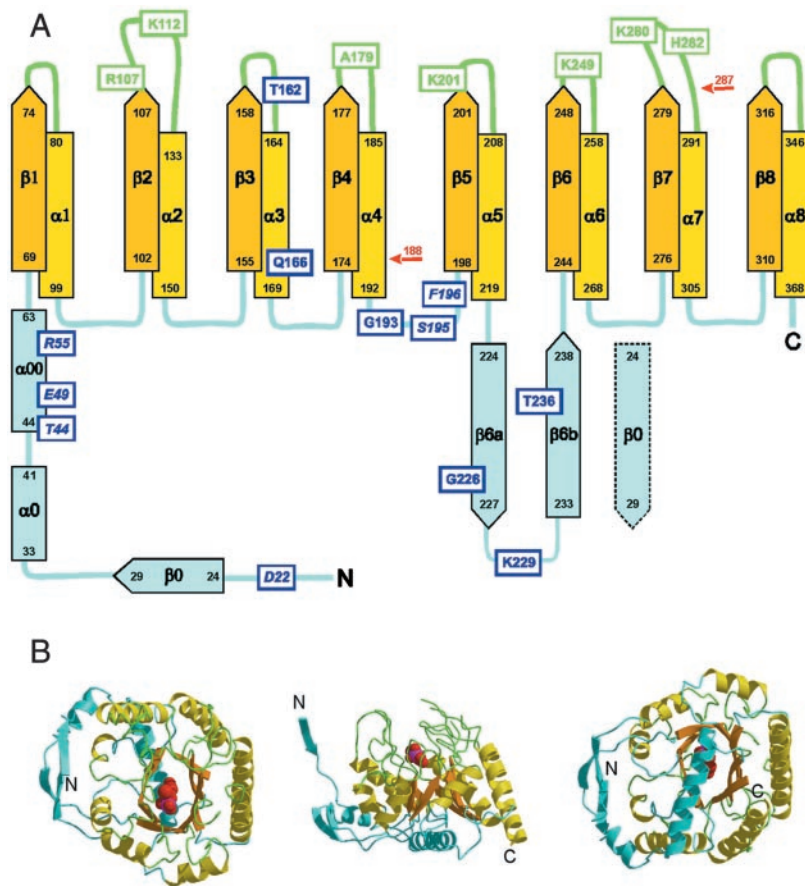 A
K112
R107
T162
A179
K201
K249
K280
H282
287
74
107
158
177
201
248
279
316
80
133
164
185
208
258
291
346
β1
α1
β2
α2
β3
α3
β4
α4
β5
α5
β6
α6
β7
α7
β8
α8
69
102
155
Q166
174
188
198
244
276
310
99
150
169
192
219
268
305
368
F196
G193
S195
C
63
R55
α00
E49
44
T44
224
238
24
T236
β6a
β6b
β0
G226
227
233
29
41
α0
33
K229
29
β0
24
D22
N
B
N
C
N
N
C